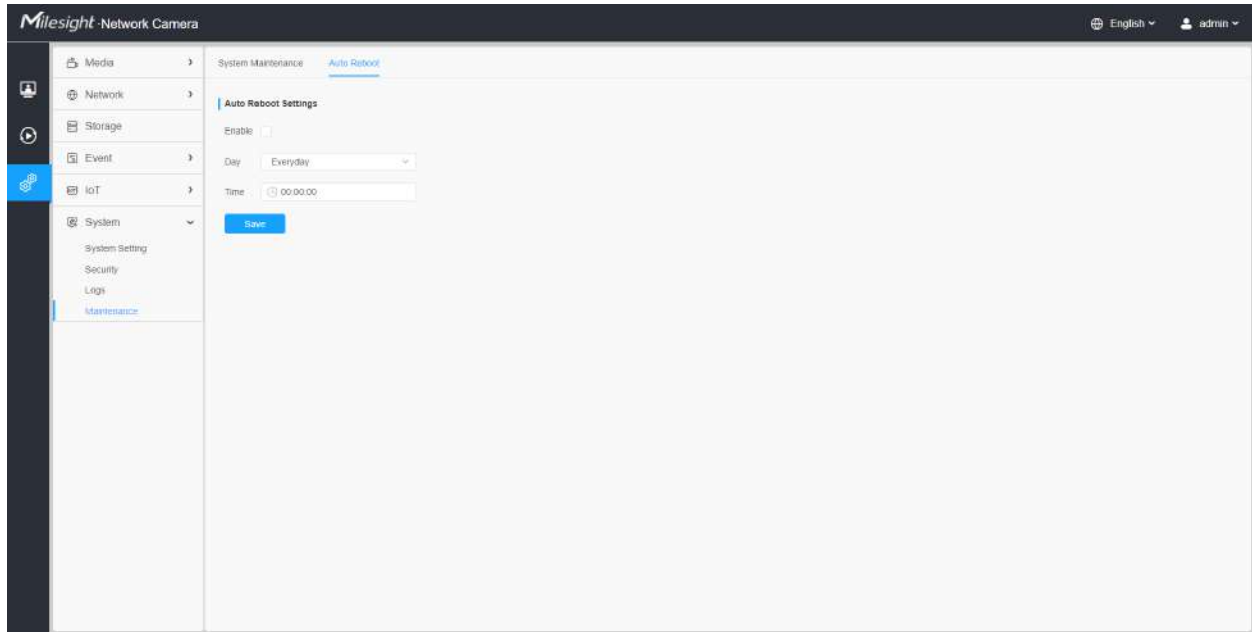 Milesight·Network Camera
English
admin
Media
Network
Storage
Event
IoT
System
System Setting
Security
Logs
Maintenance
System Maintenance
Auto Reboot
Auto Reboot Settings
Enable
Day
Everyday
Time
00:00:00
Save